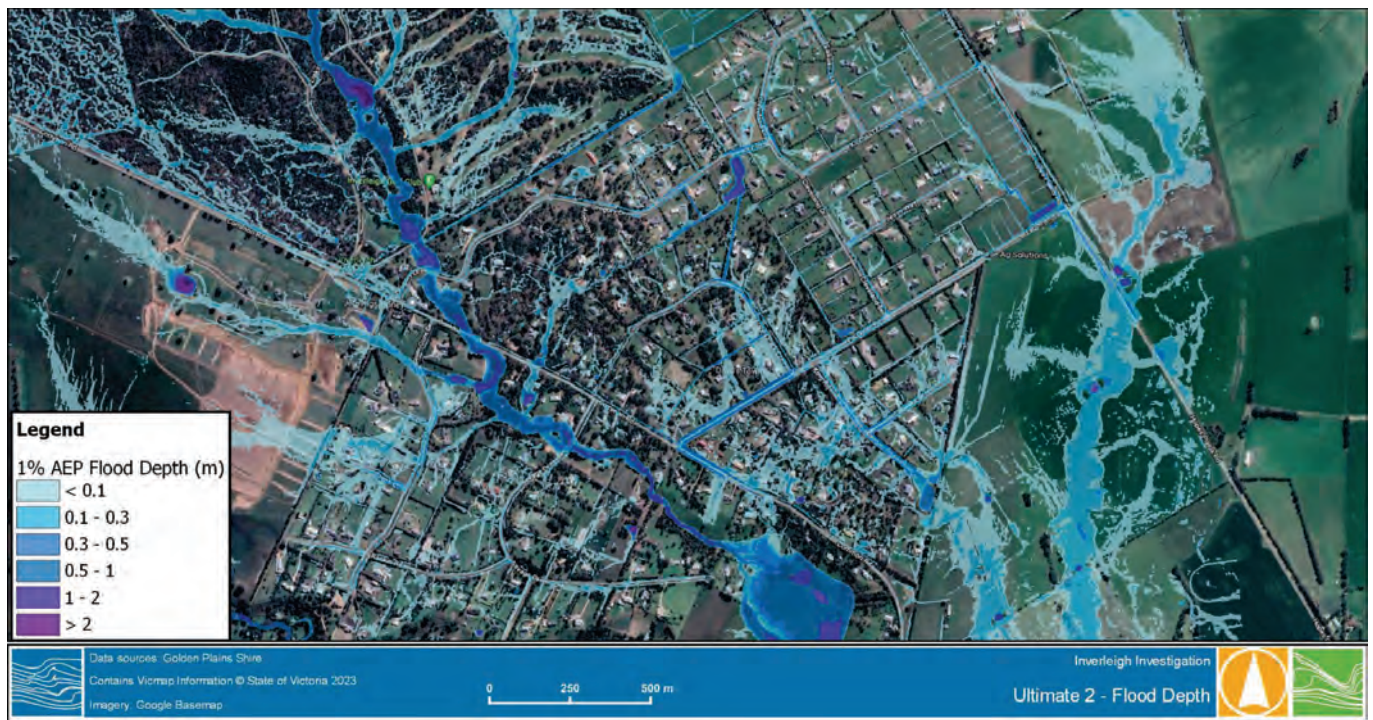 Ag Solutions
Legend
1% AEP Flood Depth (m)
< 0.1
0.1 - 0.3
0.3 - 0.5
0.5 - 1
1 - 2
> 2
Data sources: Golden Plains Shire
Contains Vicmap Information © State of Victoria 2023
Imagery: Google Basemap
0 250 500 m
Inverleigh Investigation
Ultimate 2 - Flood Depth